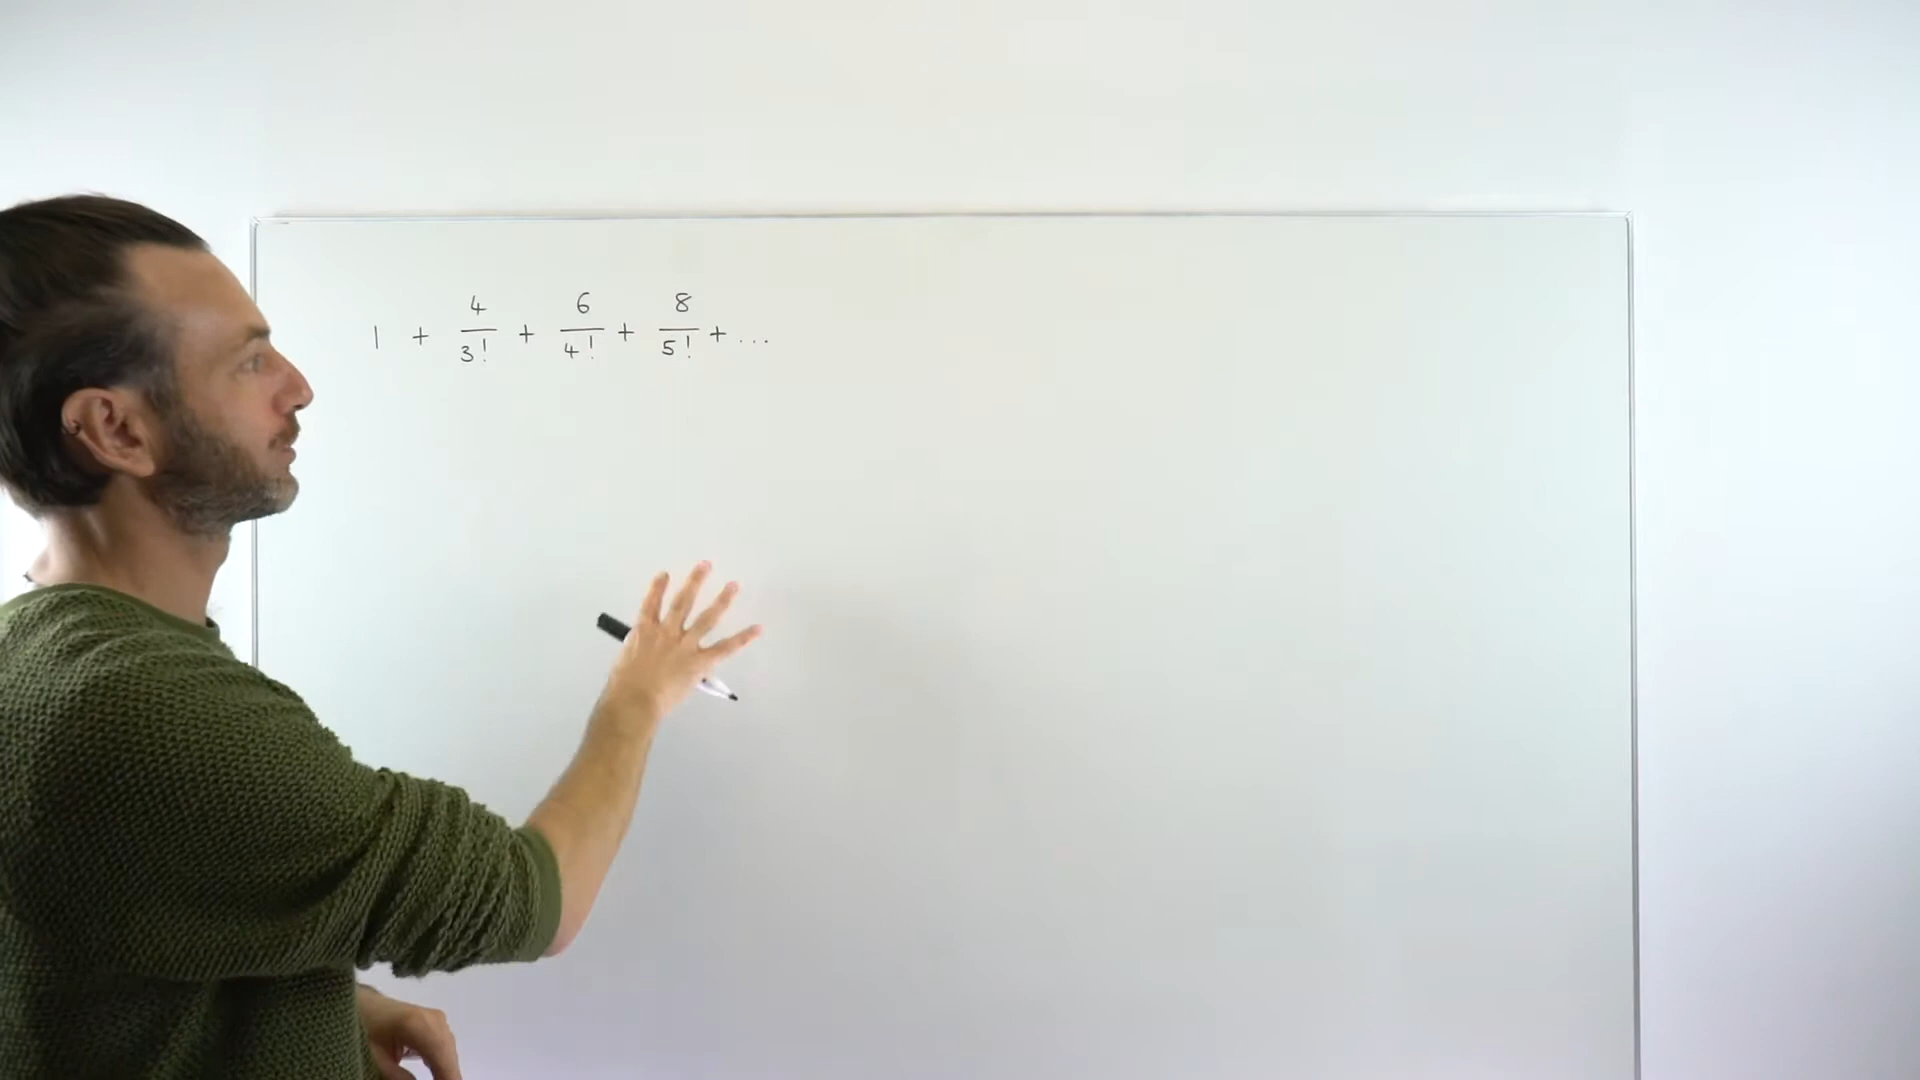 1 + 4/3! + 6/4! + 8/5! + ...